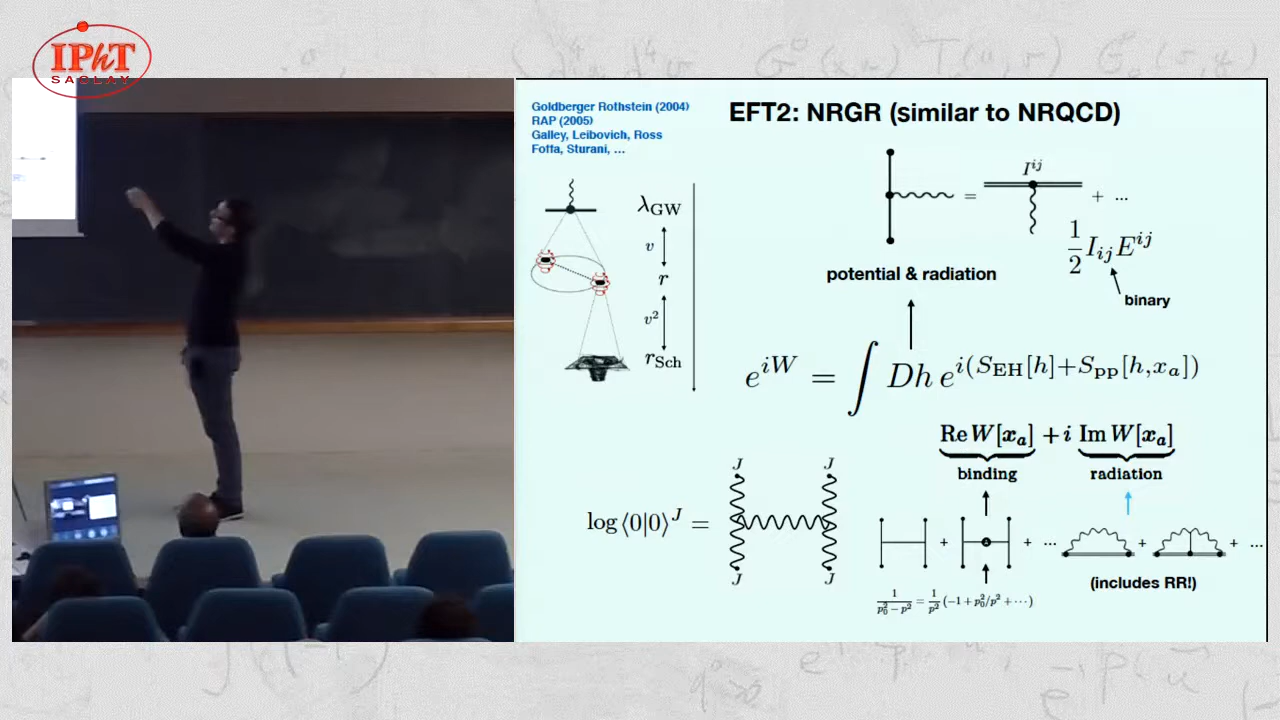 IPhT
SACLAY
Goldberger Rothstein (2004)
RAP (2005)
Galley, Leibovich, Ross
Foffa, Sturani, ...
EFT2: NRGR (similar to NRQCD)
λ_GW
v
r
v²
r_Sch
= I^{ij} + ...
1/2 I_{ij}E^{ij}
potential & radiation
binary
e^{iW} = ∫ Dh e^{i(S_EH[h]+S_pp[h,x_a])}
Re W[x_a] + i Im W[x_a]
binding
radiation
log⟨0|0⟩^J =
J J
J J
+ + ... + + ...
(includes RR!)
1/(p_0²−p²) = 1/p² (−1 + p_0²/p² + ⋯)